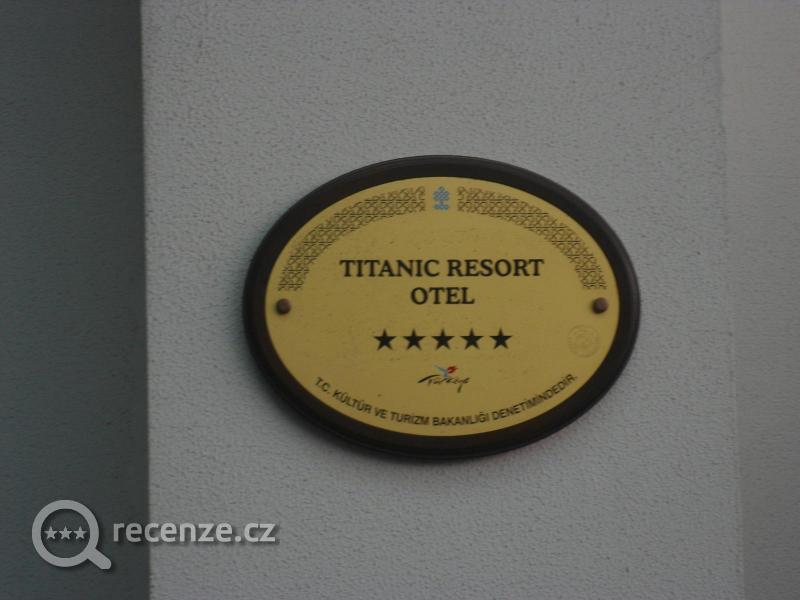 TITANIC RESORT
OTEL
★★★★★
Türkiye
T.C. KÜLTÜR VE TURİZM BAKANLIĞI DENETİMİNDEDİR.
recenze.cz